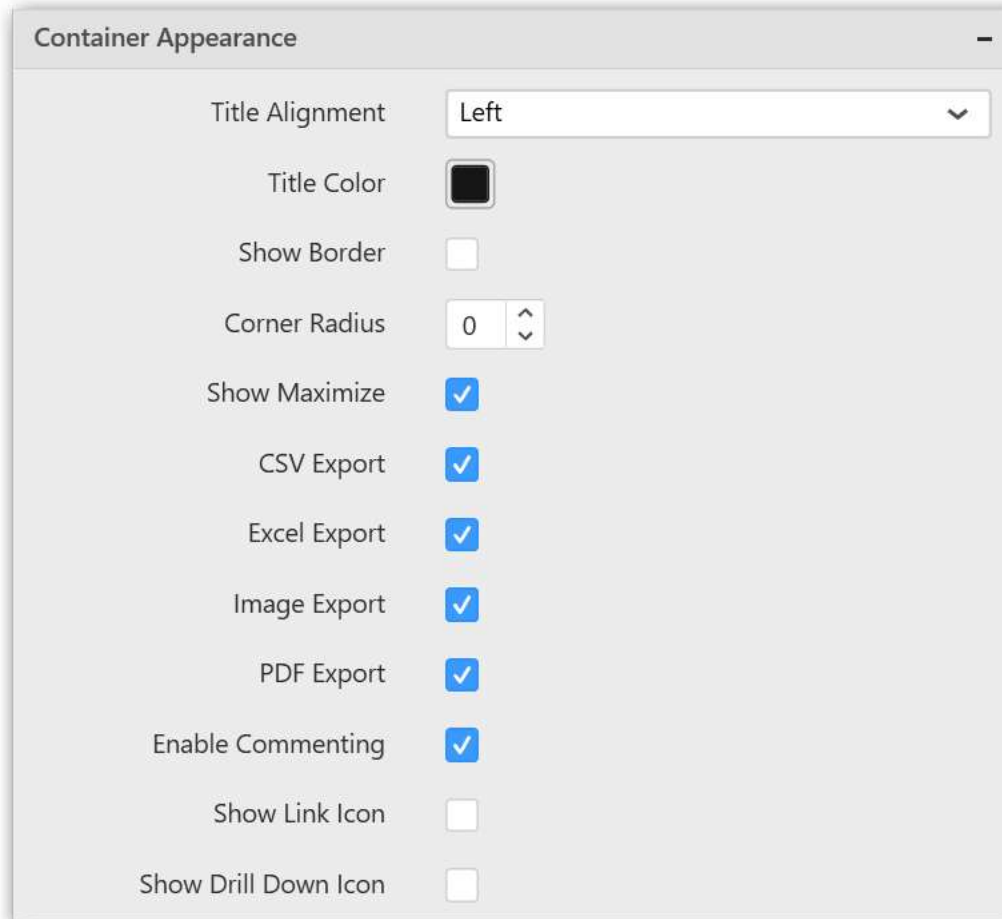 Container Appearance
Title Alignment Left
Title Color
Show Border
Corner Radius 0
Show Maximize
CSV Export
Excel Export
Image Export
PDF Export
Enable Commenting
Show Link Icon
Show Drill Down Icon